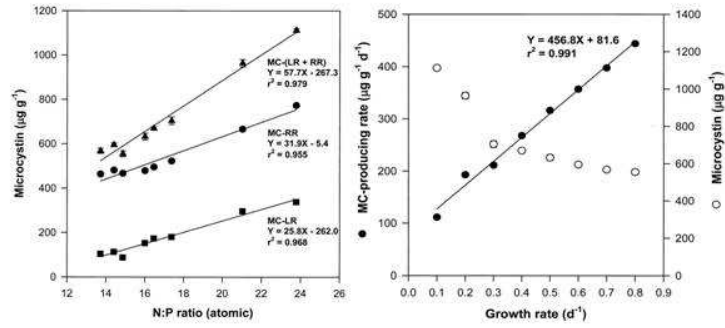 1200
1000
800
600
400
200
0
Microcystin (µg g⁻¹)
MC-(LR + RR)
Y = 57.7X - 267.3
r² = 0.979
MC-RR
Y = 31.9X - 5.4
r² = 0.955
MC-LR
Y = 25.8X - 262.0
r² = 0.968
12 14 16 18 20 22 24 26
N:P ratio (atomic)
500
400
300
200
100
0
MC-producing rate (µg g⁻¹ d⁻¹)
Y = 456.8X + 81.6
r² = 0.991
1400
1200
1000
800
600
400
200
0
Microcystin (µg g⁻¹)
0.0 0.1 0.2 0.3 0.4 0.5 0.6 0.7 0.8 0.9
Growth rate (d⁻¹)